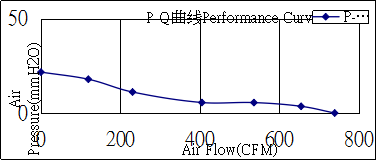 P-Q曲线Performance Curv
P-…
50
0
0 200 400 600 800
Air Flow(CFM)
Air
Pressure(mmH2O)